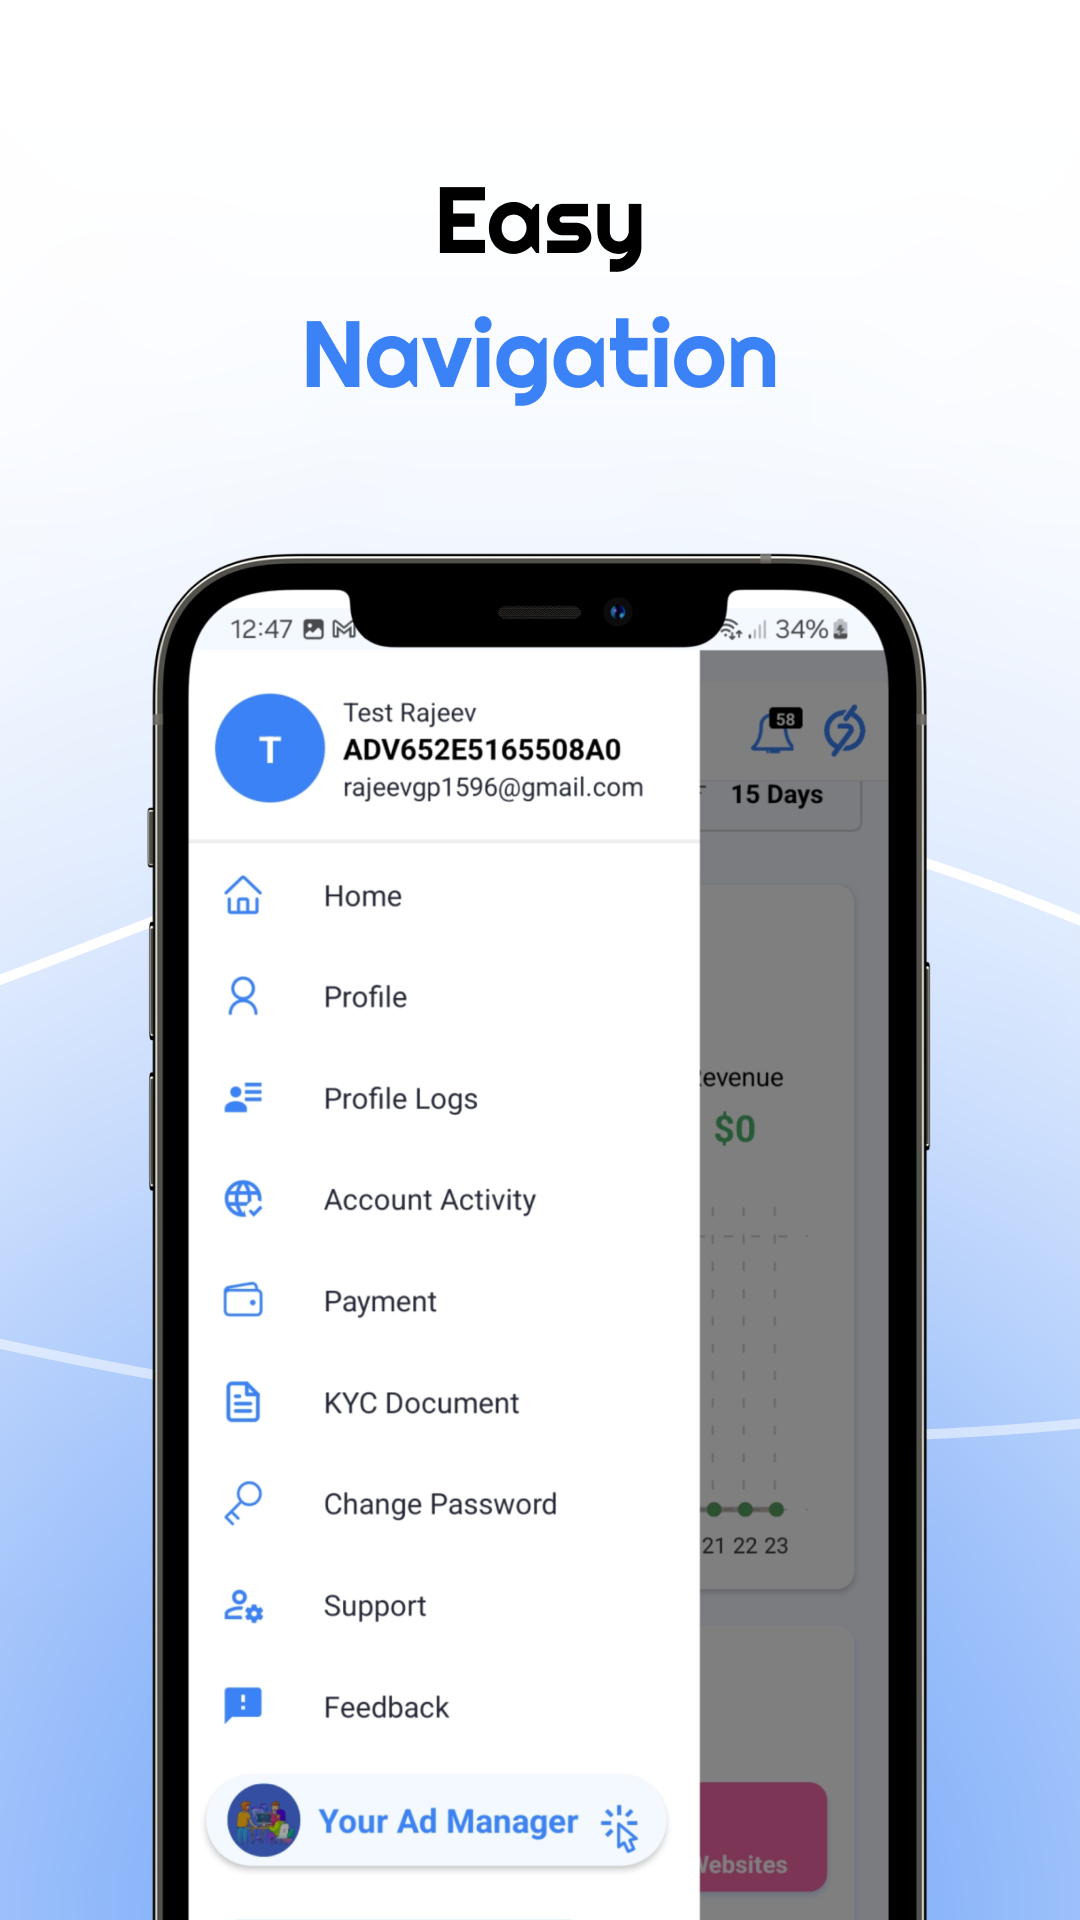 Easy
Navigation
12:47
34%
T
Test Rajeev
ADV652E5165508A0
rajeevgp1596@gmail.com
58
15 Days
Home
Profile
Profile Logs
Account Activity
Payment
KYC Document
Change Password
Support
Feedback
Your Ad Manager
evenue
$0
21 22 23
Websites